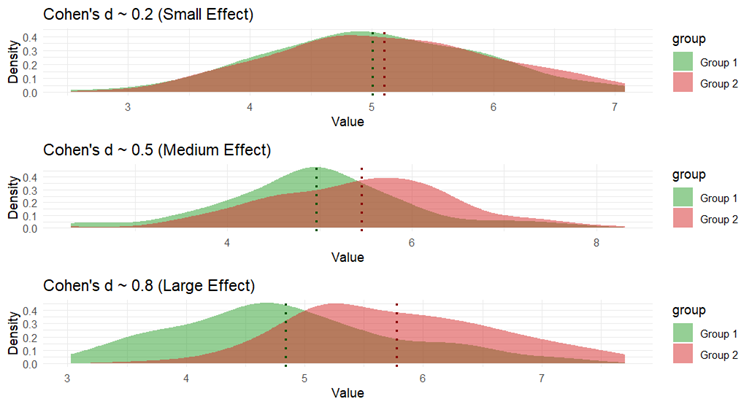 Cohen's d ~ 0.2 (Small Effect)
Density
0.4
0.3
0.2
0.1
0.0
3 4 5 6 7
Value
group
Group 1
Group 2
Cohen's d ~ 0.5 (Medium Effect)
Density
0.4
0.3
0.2
0.1
0.0
4 6 8
Value
group
Group 1
Group 2
Cohen's d ~ 0.8 (Large Effect)
Density
0.4
0.3
0.2
0.1
0.0
3 4 5 6 7
Value
group
Group 1
Group 2